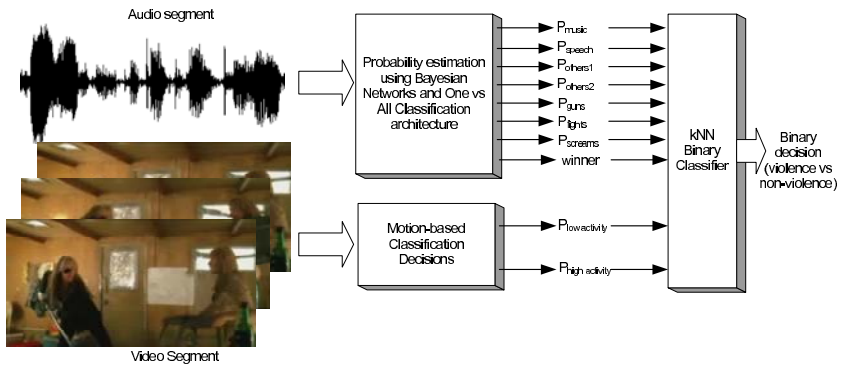 Audio segment
Probability estimation
using Bayesian
Networks and One vs
All Classification
architecture
Pmusic
Pspeech
Pothers1
Pothers2
Pguns
Pfights
Pscreams
winner
kNN
Binary
Classifier
Binary
decision
(violence vs
non-violence)
Motion-based
Classification
Decisions
Plow activity
Phigh activity
Video Segment